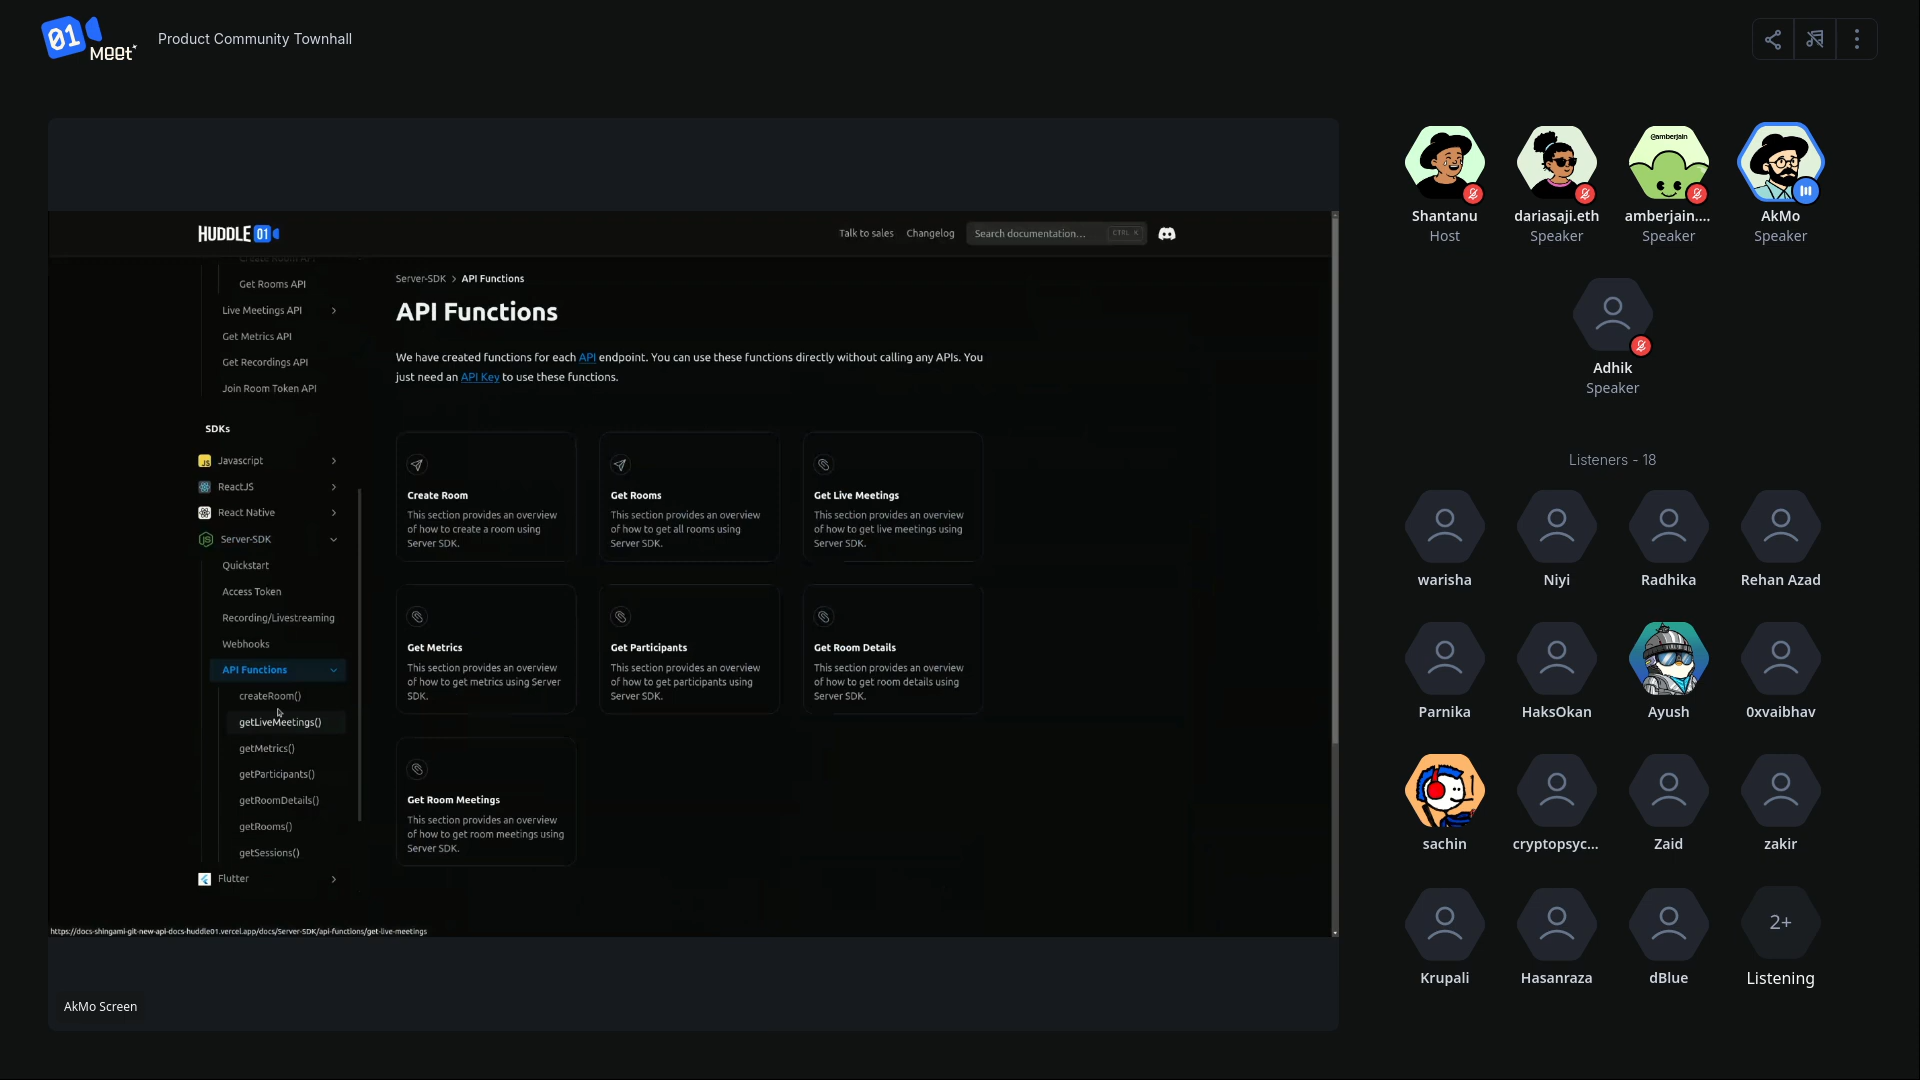 01
Meet
Product Community Townhall
HUDDLE 01
Talk to sales
Changelog
Search documentation...
CTRL K
Create Room API
Get Rooms API
Live Meetings API
Get Metrics API
Get Recordings API
Join Room Token API
SDKs
JS Javascript
ReactJS
React Native
Server-SDK
Quickstart
Access Token
Recording/Livestreaming
Webhooks
API Functions
createRoom()
getLiveMeetings()
getMetrics()
getParticipants()
getRoomDetails()
getRooms()
getSessions()
Flutter
Server-SDK > API Functions
API Functions
We have created functions for each API endpoint. You can use these functions directly without calling any APIs. You
just need an API Key to use these functions.
Create Room
This section provides an overview
of how to create a room using
Server SDK.
Get Rooms
This section provides an overview
of how to get all rooms using
Server SDK.
Get Live Meetings
This section provides an overview
of how to get live meetings using
Server SDK.
Get Metrics
This section provides an overview
of how to get metrics using Server
SDK.
Get Participants
This section provides an overview
of how to get participants using
Server SDK.
Get Room Details
This section provides an overview
of how to get room details using
Server SDK.
Get Room Meetings
This section provides an overview
of how to get room meetings using
Server SDK.
https://docs-shingami-git-new-api-docs-huddle01.vercel.app/docs/Server-SDK/api-functions/get-live-meetings
AkMo Screen
Shantanu
Host
dariasaji.eth
Speaker
@amberjain
amberjain....
Speaker
AkMo
Speaker
Adhik
Speaker
Listeners - 18
warisha
Niyi
Radhika
Rehan Azad
Parnika
HaksOkan
Ayush
0xvaibhav
sachin
cryptopsyc...
Zaid
zakir
Krupali
Hasanraza
dBlue
2+
Listening